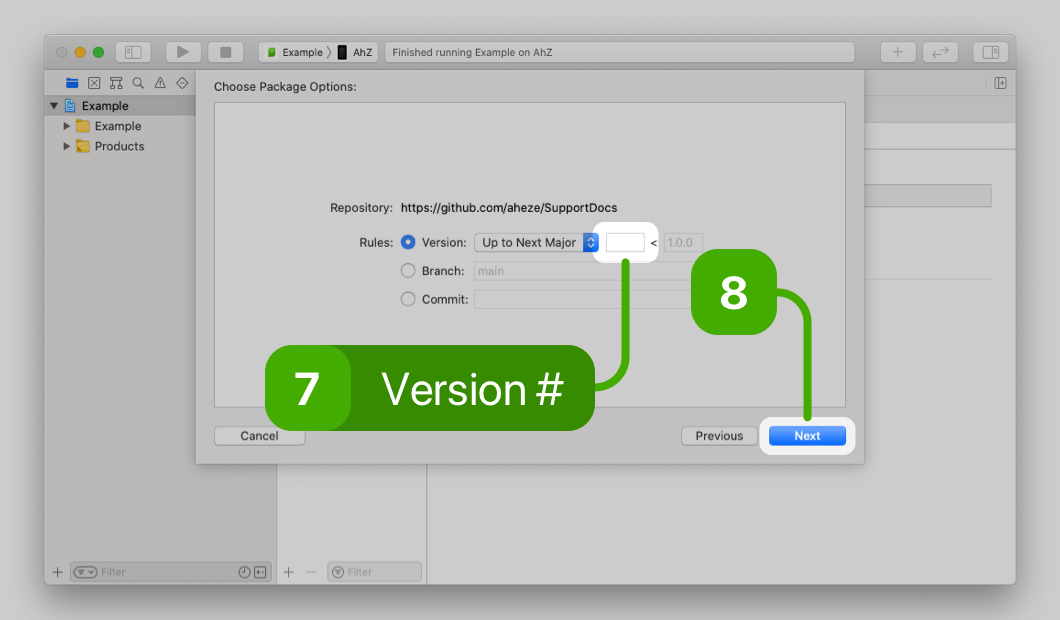 Example 〉 AhZ
Finished running Example on AhZ
Choose Package Options:
Example
Example
Products
Repository: https://github.com/aheze/SupportDocs
Rules: Version: Up to Next Major < 1.0.0
Branch: main
Commit:
8
7 Version #
Cancel Previous Next
Filter
Filter